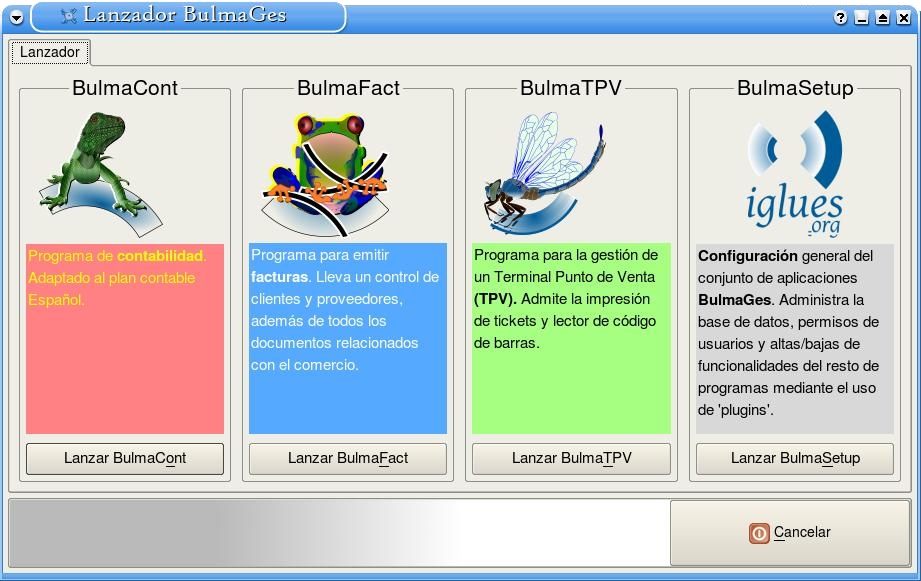 Lanzador BulmaGes
Lanzador
BulmaCont
Programa de contabilidad.
Adaptado al plan contable
Español.
Lanzar BulmaCont
BulmaFact
Programa para emitir
facturas. Lleva un control de
clientes y proveedores,
además de todos los
documentos relacionados
con el comercio.
Lanzar BulmaFact
BulmaTPV
Programa para la gestión de
un Terminal Punto de Venta
(TPV). Admite la impresión
de tickets y lector de código
de barras.
Lanzar BulmaTPV
BulmaSetup
iglues
.org
Configuración general del
conjunto de aplicaciones
BulmaGes. Administra la
base de datos, permisos de
usuarios y altas/bajas de
funcionalidades del resto de
programas mediante el uso
de 'plugins'.
Lanzar BulmaSetup
Cancelar